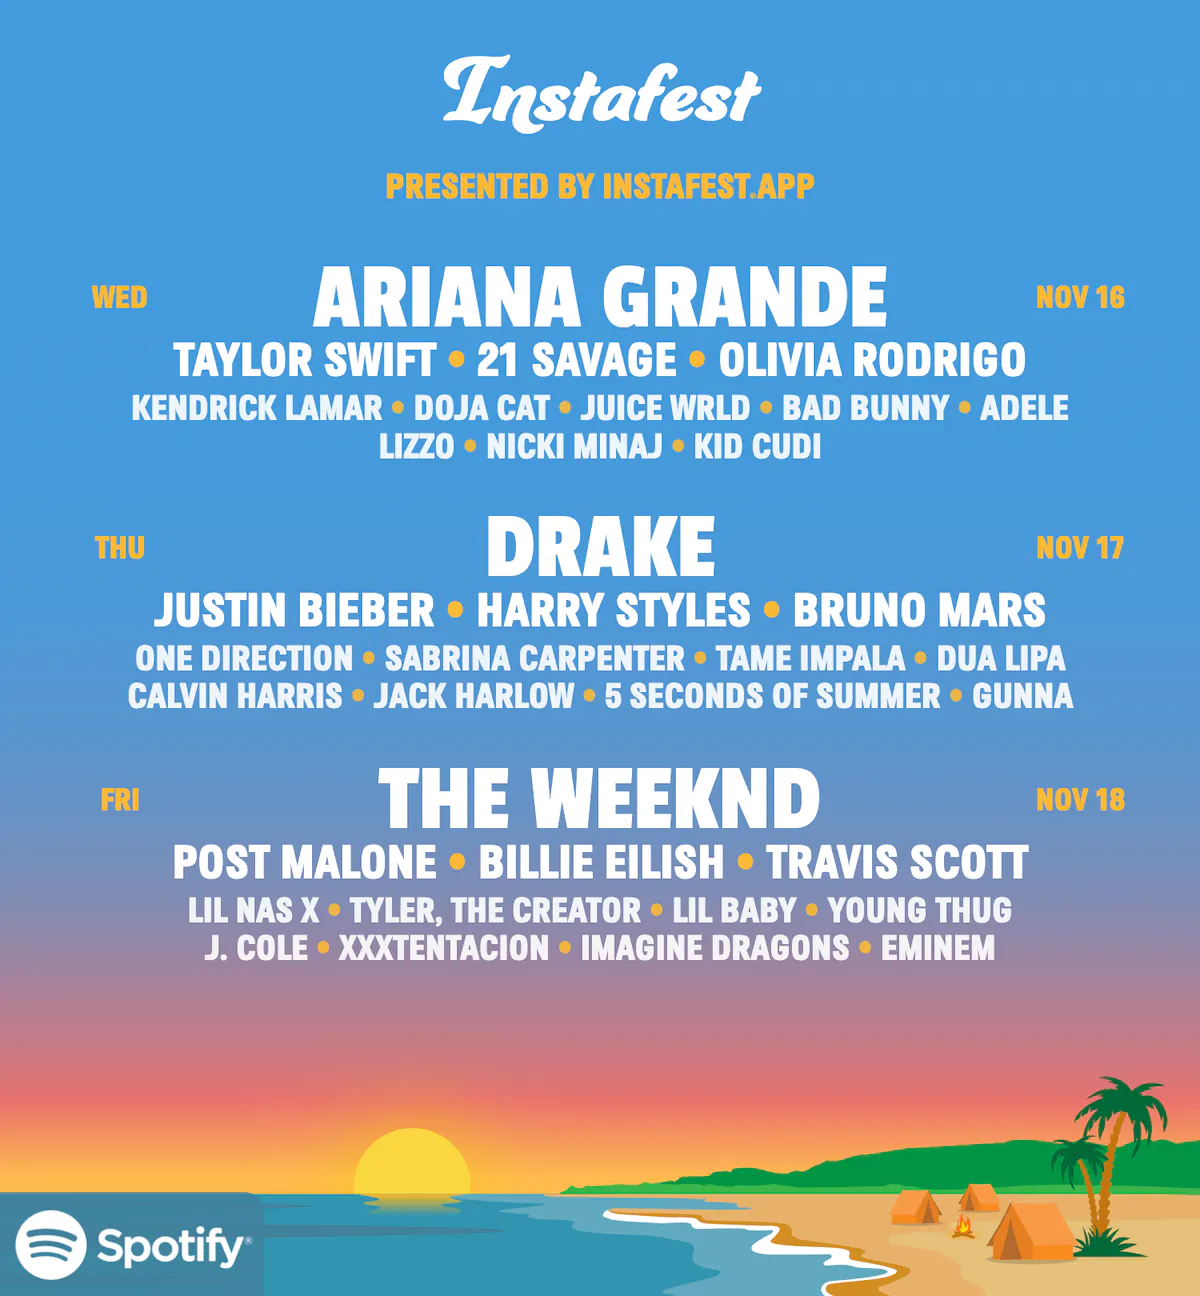 Instafest
PRESENTED BY INSTAFEST.APP
WED
ARIANA GRANDE
NOV 16
TAYLOR SWIFT • 21 SAVAGE • OLIVIA RODRIGO
KENDRICK LAMAR • DOJA CAT • JUICE WRLD • BAD BUNNY • ADELE
LIZZO • NICKI MINAJ • KID CUDI
THU
DRAKE
NOV 17
JUSTIN BIEBER • HARRY STYLES • BRUNO MARS
ONE DIRECTION • SABRINA CARPENTER • TAME IMPALA • DUA LIPA
CALVIN HARRIS • JACK HARLOW • 5 SECONDS OF SUMMER • GUNNA
FRI
THE WEEKND
NOV 18
POST MALONE • BILLIE EILISH • TRAVIS SCOTT
LIL NAS X • TYLER, THE CREATOR • LIL BABY • YOUNG THUG
J. COLE • XXXTENTACION • IMAGINE DRAGONS • EMINEM
Spotify®